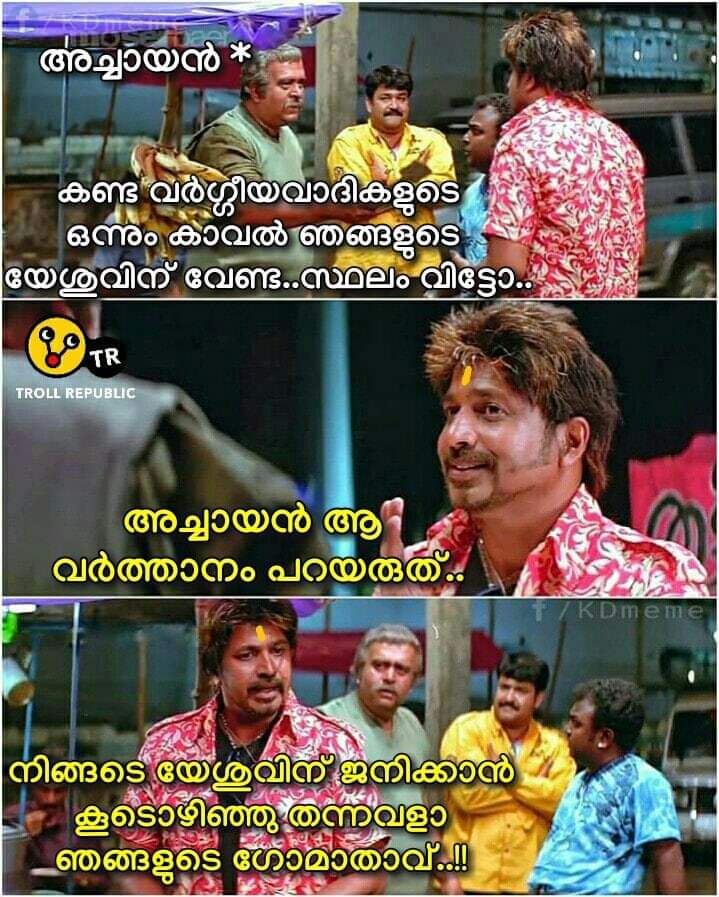 f /KDmeme
അച്ചായൻ *
കണ്ട വർഗ്ഗീയവാദികളുടെ
ഒന്നും കാവൽ ഞങ്ങളുടെ
യേശുവിന് വേണ്ട..സ്ഥലം വിട്ടോ..
TR
TROLL REPUBLIC
അച്ചായൻ ആ
വർത്താനം പറയരുത്..
f /KDmeme
നിങ്ങടെ യേശുവിന് ജനിക്കാൻ
കൂടൊഴിഞ്ഞു തന്നവളാ
ഞങ്ങളുടെ ഗോമാതാവ്..!!